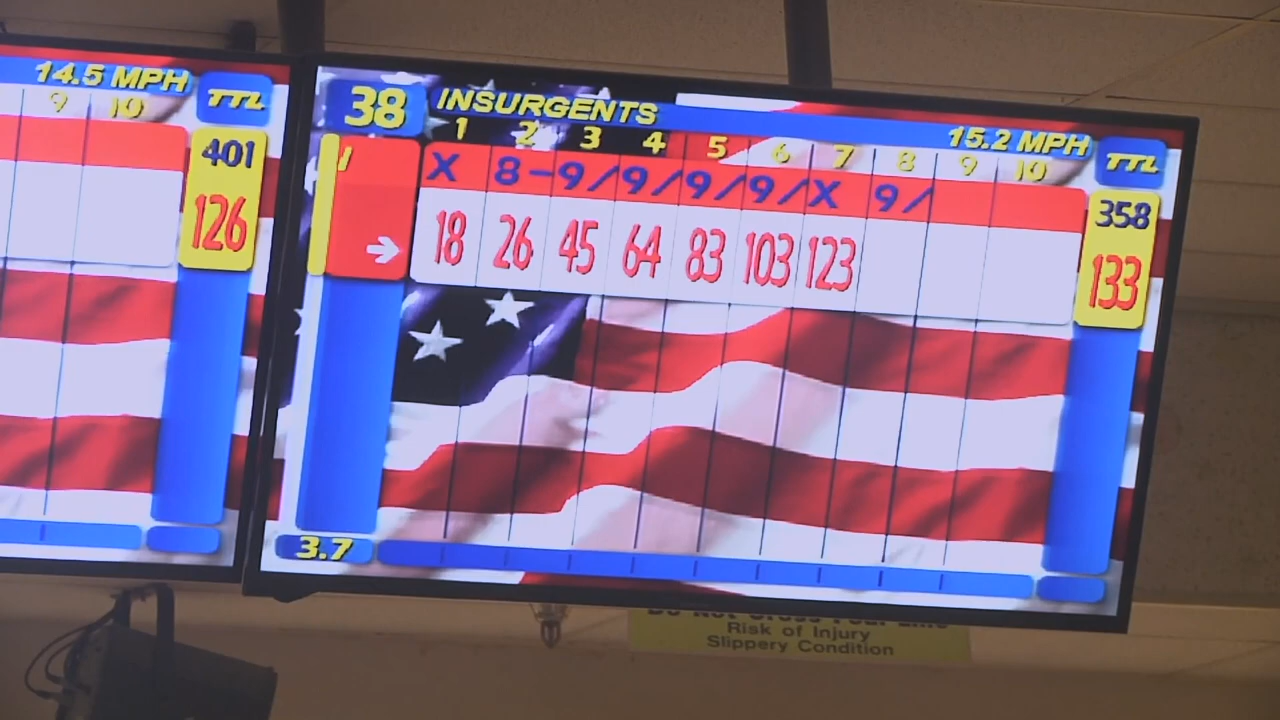 14.5 MPH
TTL
9 10
401
126
38
INSURGENTS
15.2 MPH
TTL
1 2 3 4 5 6 7 8 9 10
X 8- 9/ 9/ 9/ 9/ X 9/
18 26 45 64 83 103 123
358
133
3.7
Risk of Injury
Slippery Condition